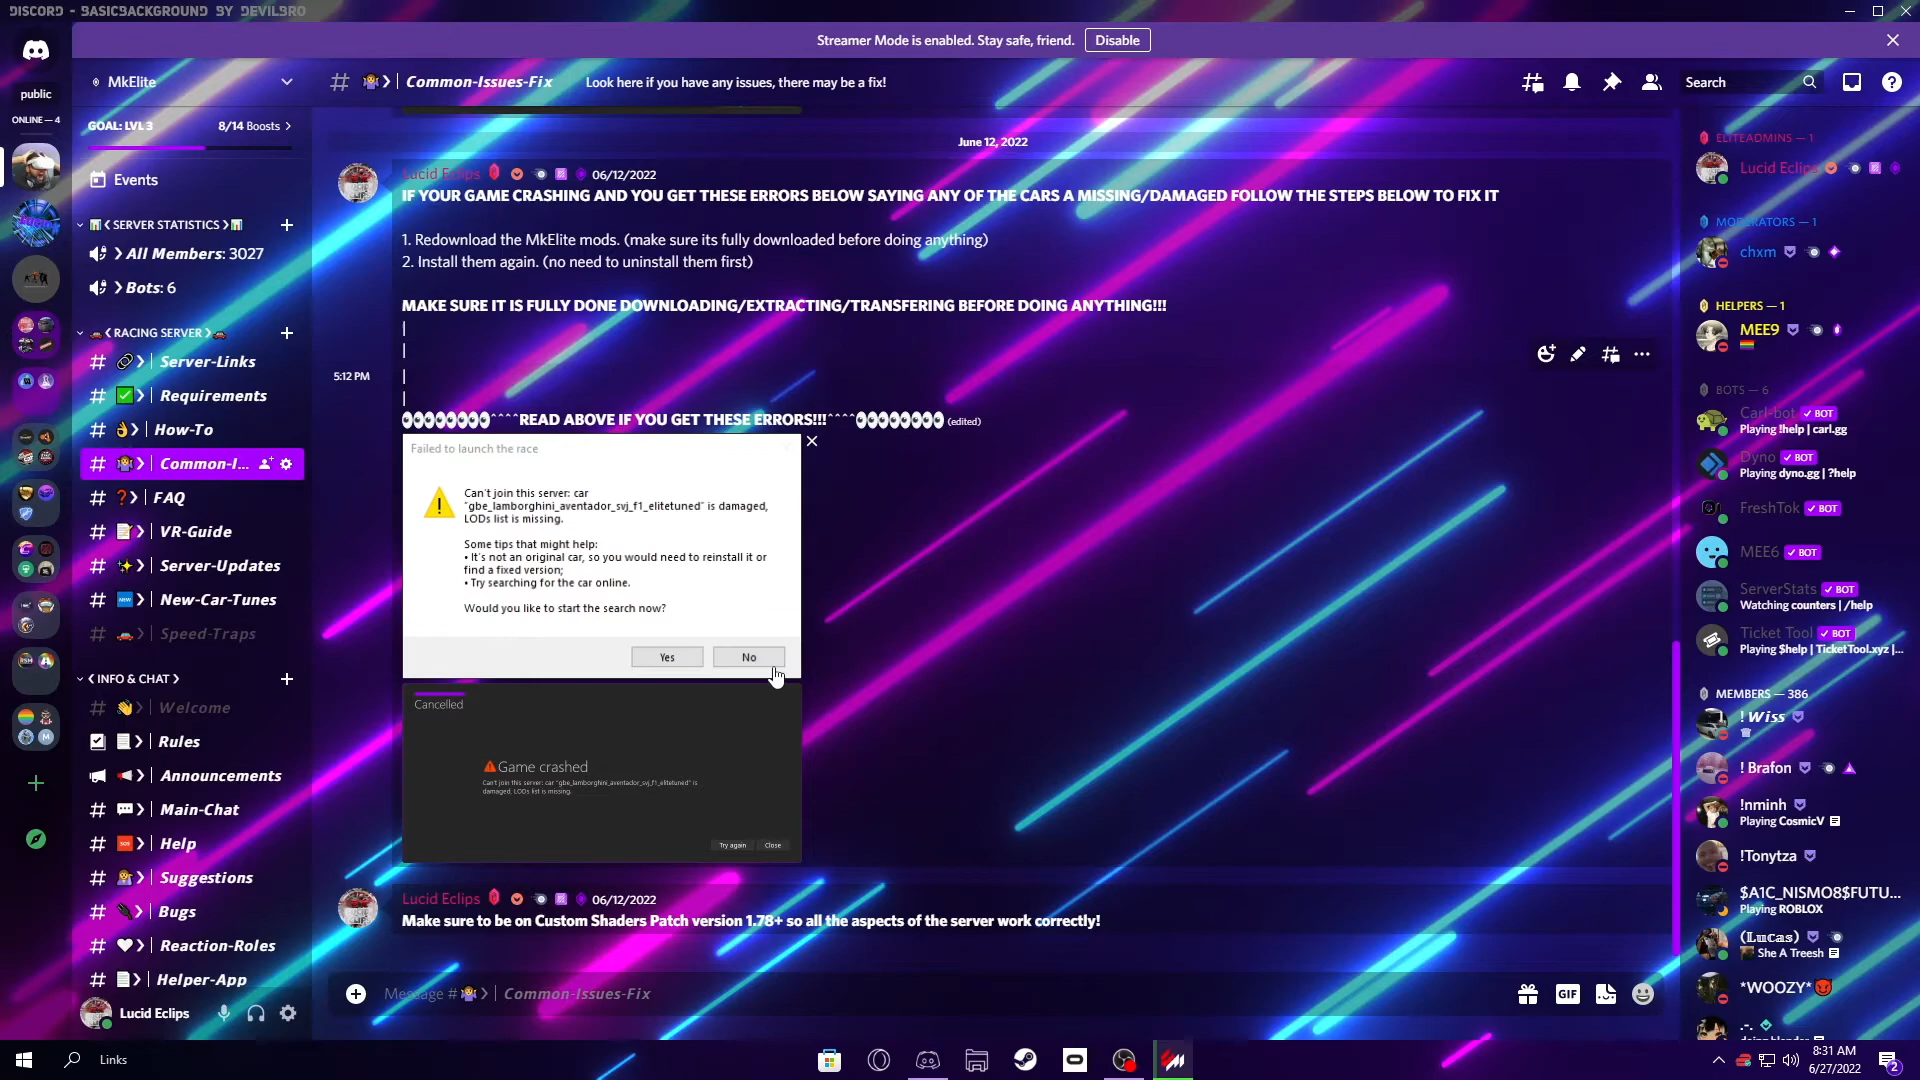 DISCORD - BASICBACKGROUND BY DEVILBRO
Streamer Mode is enabled. Stay safe, friend.
Disable
public
ONLINE — 4
MkElite
GOAL: LVL 3
8/14 Boosts
Events
《 SERVER STATISTICS 》
》All Members: 3027
》Bots: 6
《 RACING SERVER 》
》| Server-Links
》| Requirements
》| How-To
》| Common-I...
》| FAQ
》| VR-Guide
》| Server-Updates
》| New-Car-Tunes
》| Speed-Traps
《 INFO & CHAT 》
》| Welcome
》| Rules
》| Announcements
》| Main-Chat
》| Help
》| Suggestions
》| Bugs
》| Reaction-Roles
》| Helper-App
Lucid Eclips
# 》| Common-Issues-Fix
Look here if you have any issues, there may be a fix!
Search
June 12, 2022
Lucid Eclips 06/12/2022
IF YOUR GAME CRASHING AND YOU GET THESE ERRORS BELOW SAYING ANY OF THE CARS A MISSING/DAMAGED FOLLOW THE STEPS BELOW TO FIX IT
1. Redownload the MkElite mods. (make sure its fully downloaded before doing anything)
2. Install them again. (no need to uninstall them first)
MAKE SURE IT IS FULLY DONE DOWNLOADING/EXTRACTING/TRANSFERING BEFORE DOING ANYTHING!!!
|
|
5:12 PM |
|
👀👀👀👀^^^^READ ABOVE IF YOU GET THESE ERRORS!!!^^^^👀👀👀👀 (edited)
Failed to launch the race
Can't join this server: car
"gbe_lamborghini_aventador_svj_f1_elitetuned" is damaged,
LODs list is missing.
Some tips that might help:
• It's not an original car, so you would need to reinstall it or
find a fixed version;
• Try searching for the car online.
Would you like to start the search now?
Yes
No
Cancelled
Game crashed
Can't join this server: car "gbe_lamborghini_aventador_svj_f1_elitetuned" is
damaged, LODs list is missing.
Try again
Close
Lucid Eclips 06/12/2022
Make sure to be on Custom Shaders Patch version 1.78+ so all the aspects of the server work correctly!
Message # 》| Common-Issues-Fix
GIF
ELITEADMINS — 1
Lucid Eclips
MODERATORS — 1
chxm
HELPERS — 1
MEE9
BOTS — 6
Carl-bot BOT
Playing !help | carl.gg
Dyno BOT
Playing dyno.gg | ?help
FreshTok BOT
MEE6 BOT
ServerStats BOT
Watching counters | /help
Ticket Tool BOT
Playing $help | TicketTool.xyz |...
MEMBERS — 386
! Wiss
! Brafon
!nminh
Playing CosmicV
!Tonytza
$A1C_NISMO8$FUTU...
Playing ROBLOX
(Lucas)
She A Treesh
*WOOZY*😈
.-.
Links
8:31 AM
6/27/2022
2